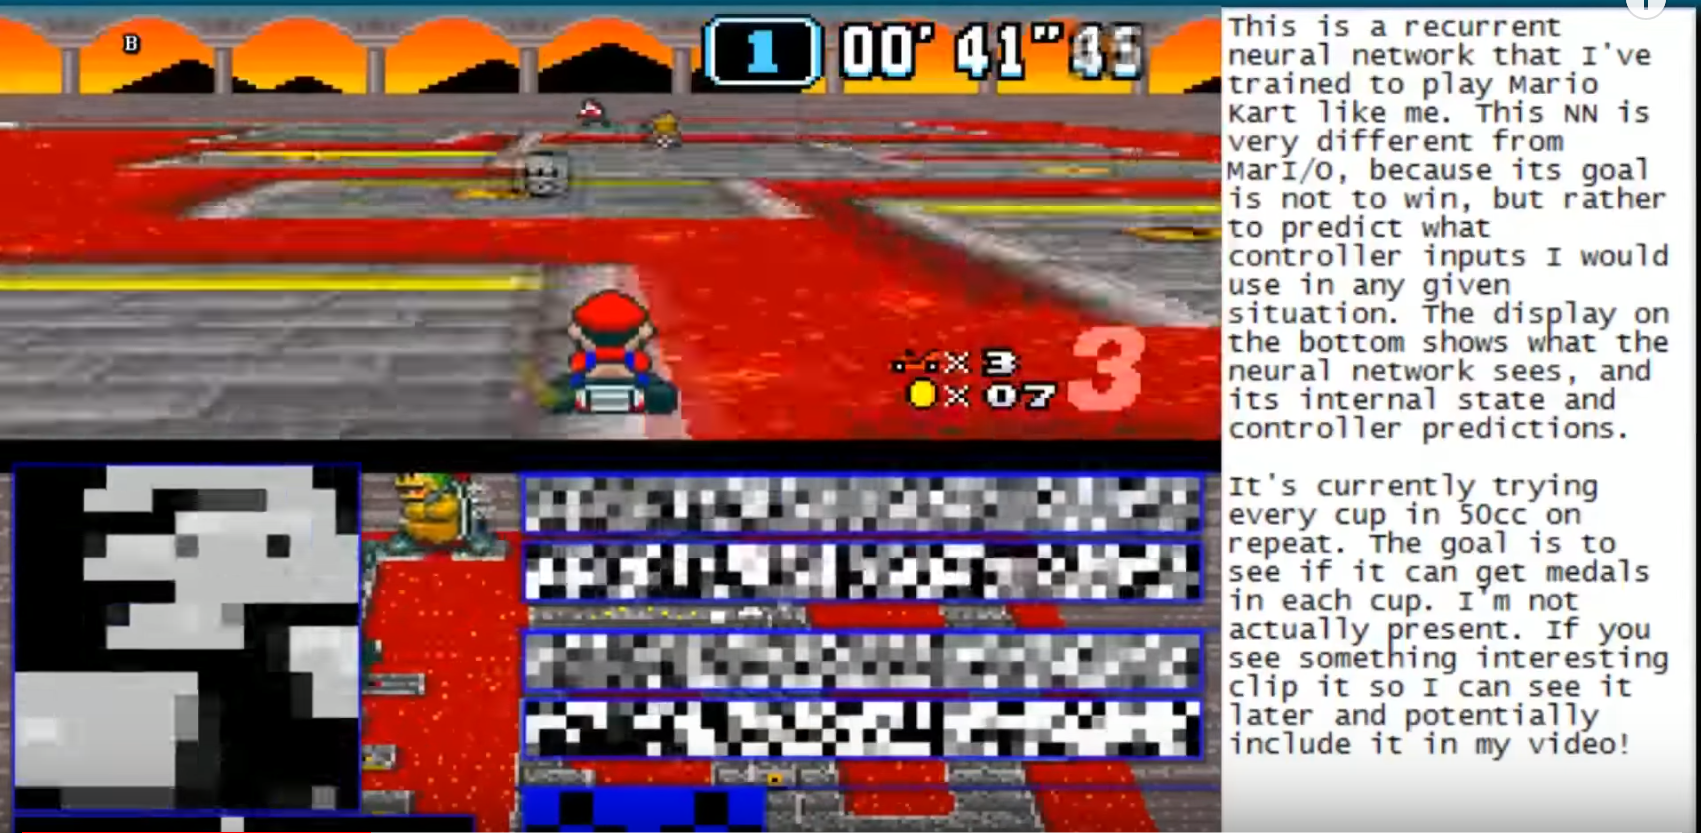 B
1
00' 41"
× 3
× 07
3
This is a recurrent
neural network that I've
trained to play Mario
Kart like me. This NN is
very different from
MarI/O, because its goal
is not to win, but rather
to predict what
controller inputs I would
use in any given
situation. The display on
the bottom shows what the
neural network sees, and
its internal state and
controller predictions.
It's currently trying
every cup in 50cc on
repeat. The goal is to
see if it can get medals
in each cup. I'm not
actually present. If you
see something interesting
clip it so I can see it
later and potentially
include it in my video!